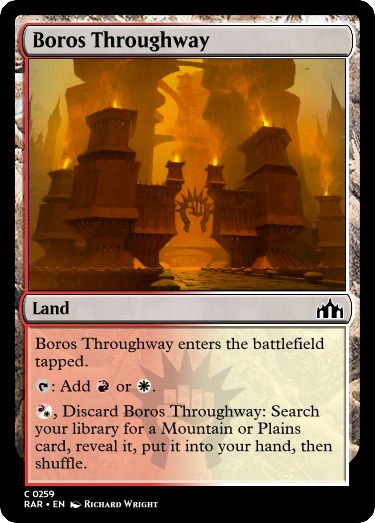 Boros Throughway
Land
Boros Throughway enters the battlefield
tapped.
: Add or .
, Discard Boros Throughway: Search
your library for a Mountain or Plains
card, reveal it, put it into your hand, then
shuffle.
C 0259
RAR • EN Richard Wright